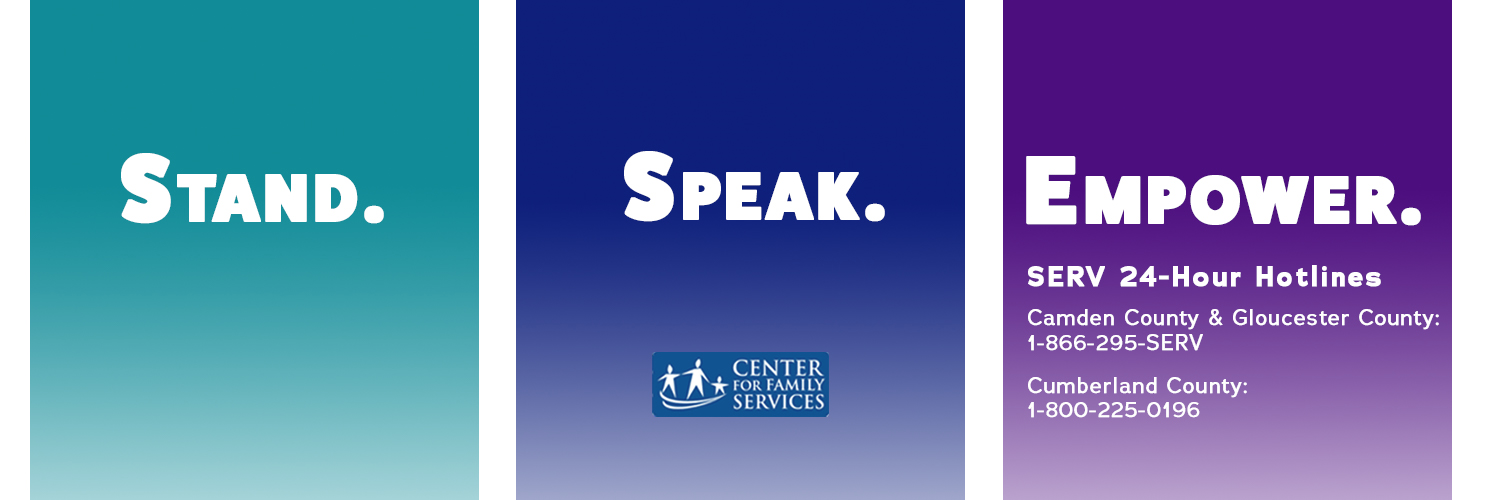 STAND.
SPEAK.
CENTER
FOR FAMILY
SERVICES
EMPOWER.
SERV 24-Hour Hotlines
Camden County & Gloucester County:
1-866-295-SERV
Cumberland County:
1-800-225-0196